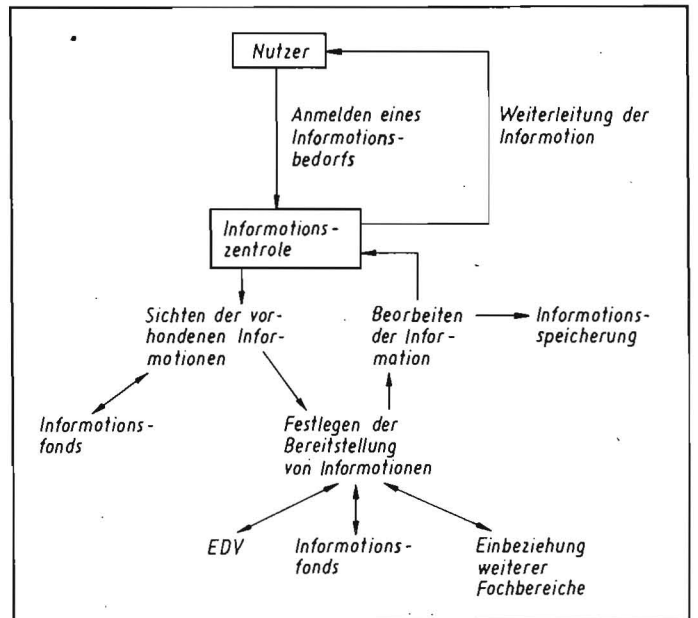 Nutzer
Anmelden eines
Informations-
bedarfs
Weiterleitung der
Information
Informations-
zentrale
Sichten der vor-
handenen Infor-
mationen
Bearbeiten
der Infor-
mation
Informations-
speicherung
Informations-
fonds
Festlegen der
Bereitstellung
von Informationen
EDV
Informations-
fonds
Einbeziehung
weiterer
Fachbereiche